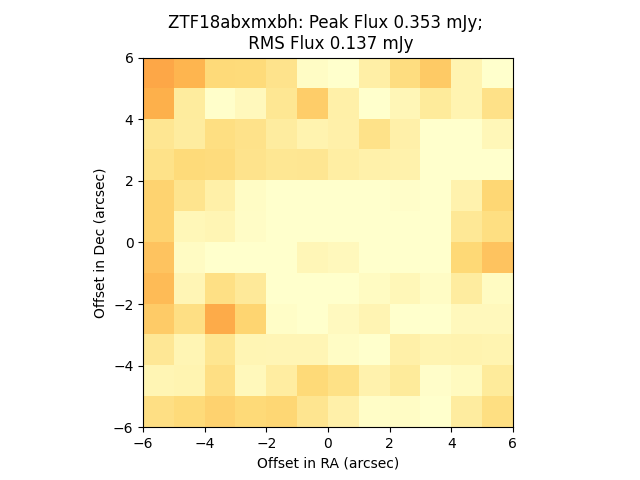 ZTF18abxmxbh: Peak Flux 0.353 mJy;
RMS Flux 0.137 mJy
6
4
2
0
−2
−4
−6
Offset in Dec (arcsec)
−6 −4 −2 0 2 4 6
Offset in RA (arcsec)